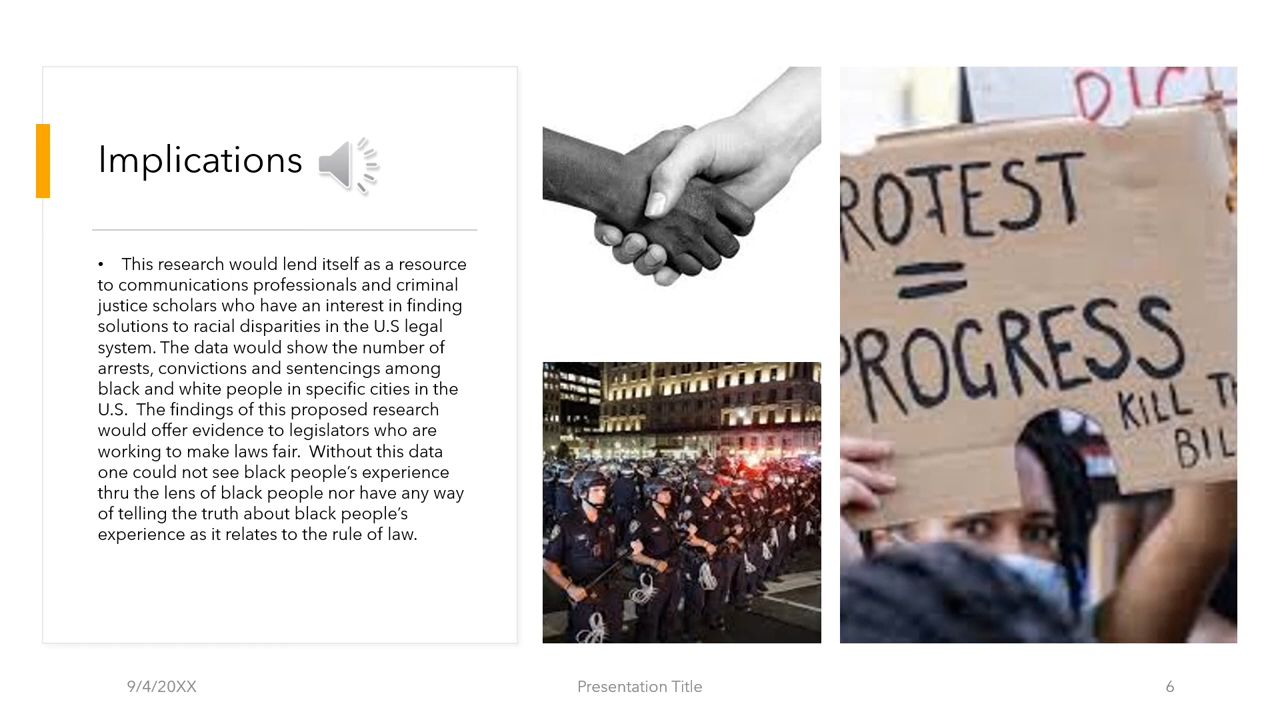 Implications
• This research would lend itself as a resource
to communications professionals and criminal
justice scholars who have an interest in finding
solutions to racial disparities in the U.S legal
system. The data would show the number of
arrests, convictions and sentencings among
black and white people in specific cities in the
U.S.  The findings of this proposed research
would offer evidence to legislators who are
working to make laws fair.  Without this data
one could not see black people’s experience
thru the lens of black people nor have any way
of telling the truth about black people’s
experience as it relates to the rule of law.
ROTEST
=
PROGRESS
KILL
9/4/20XX
Presentation Title
6